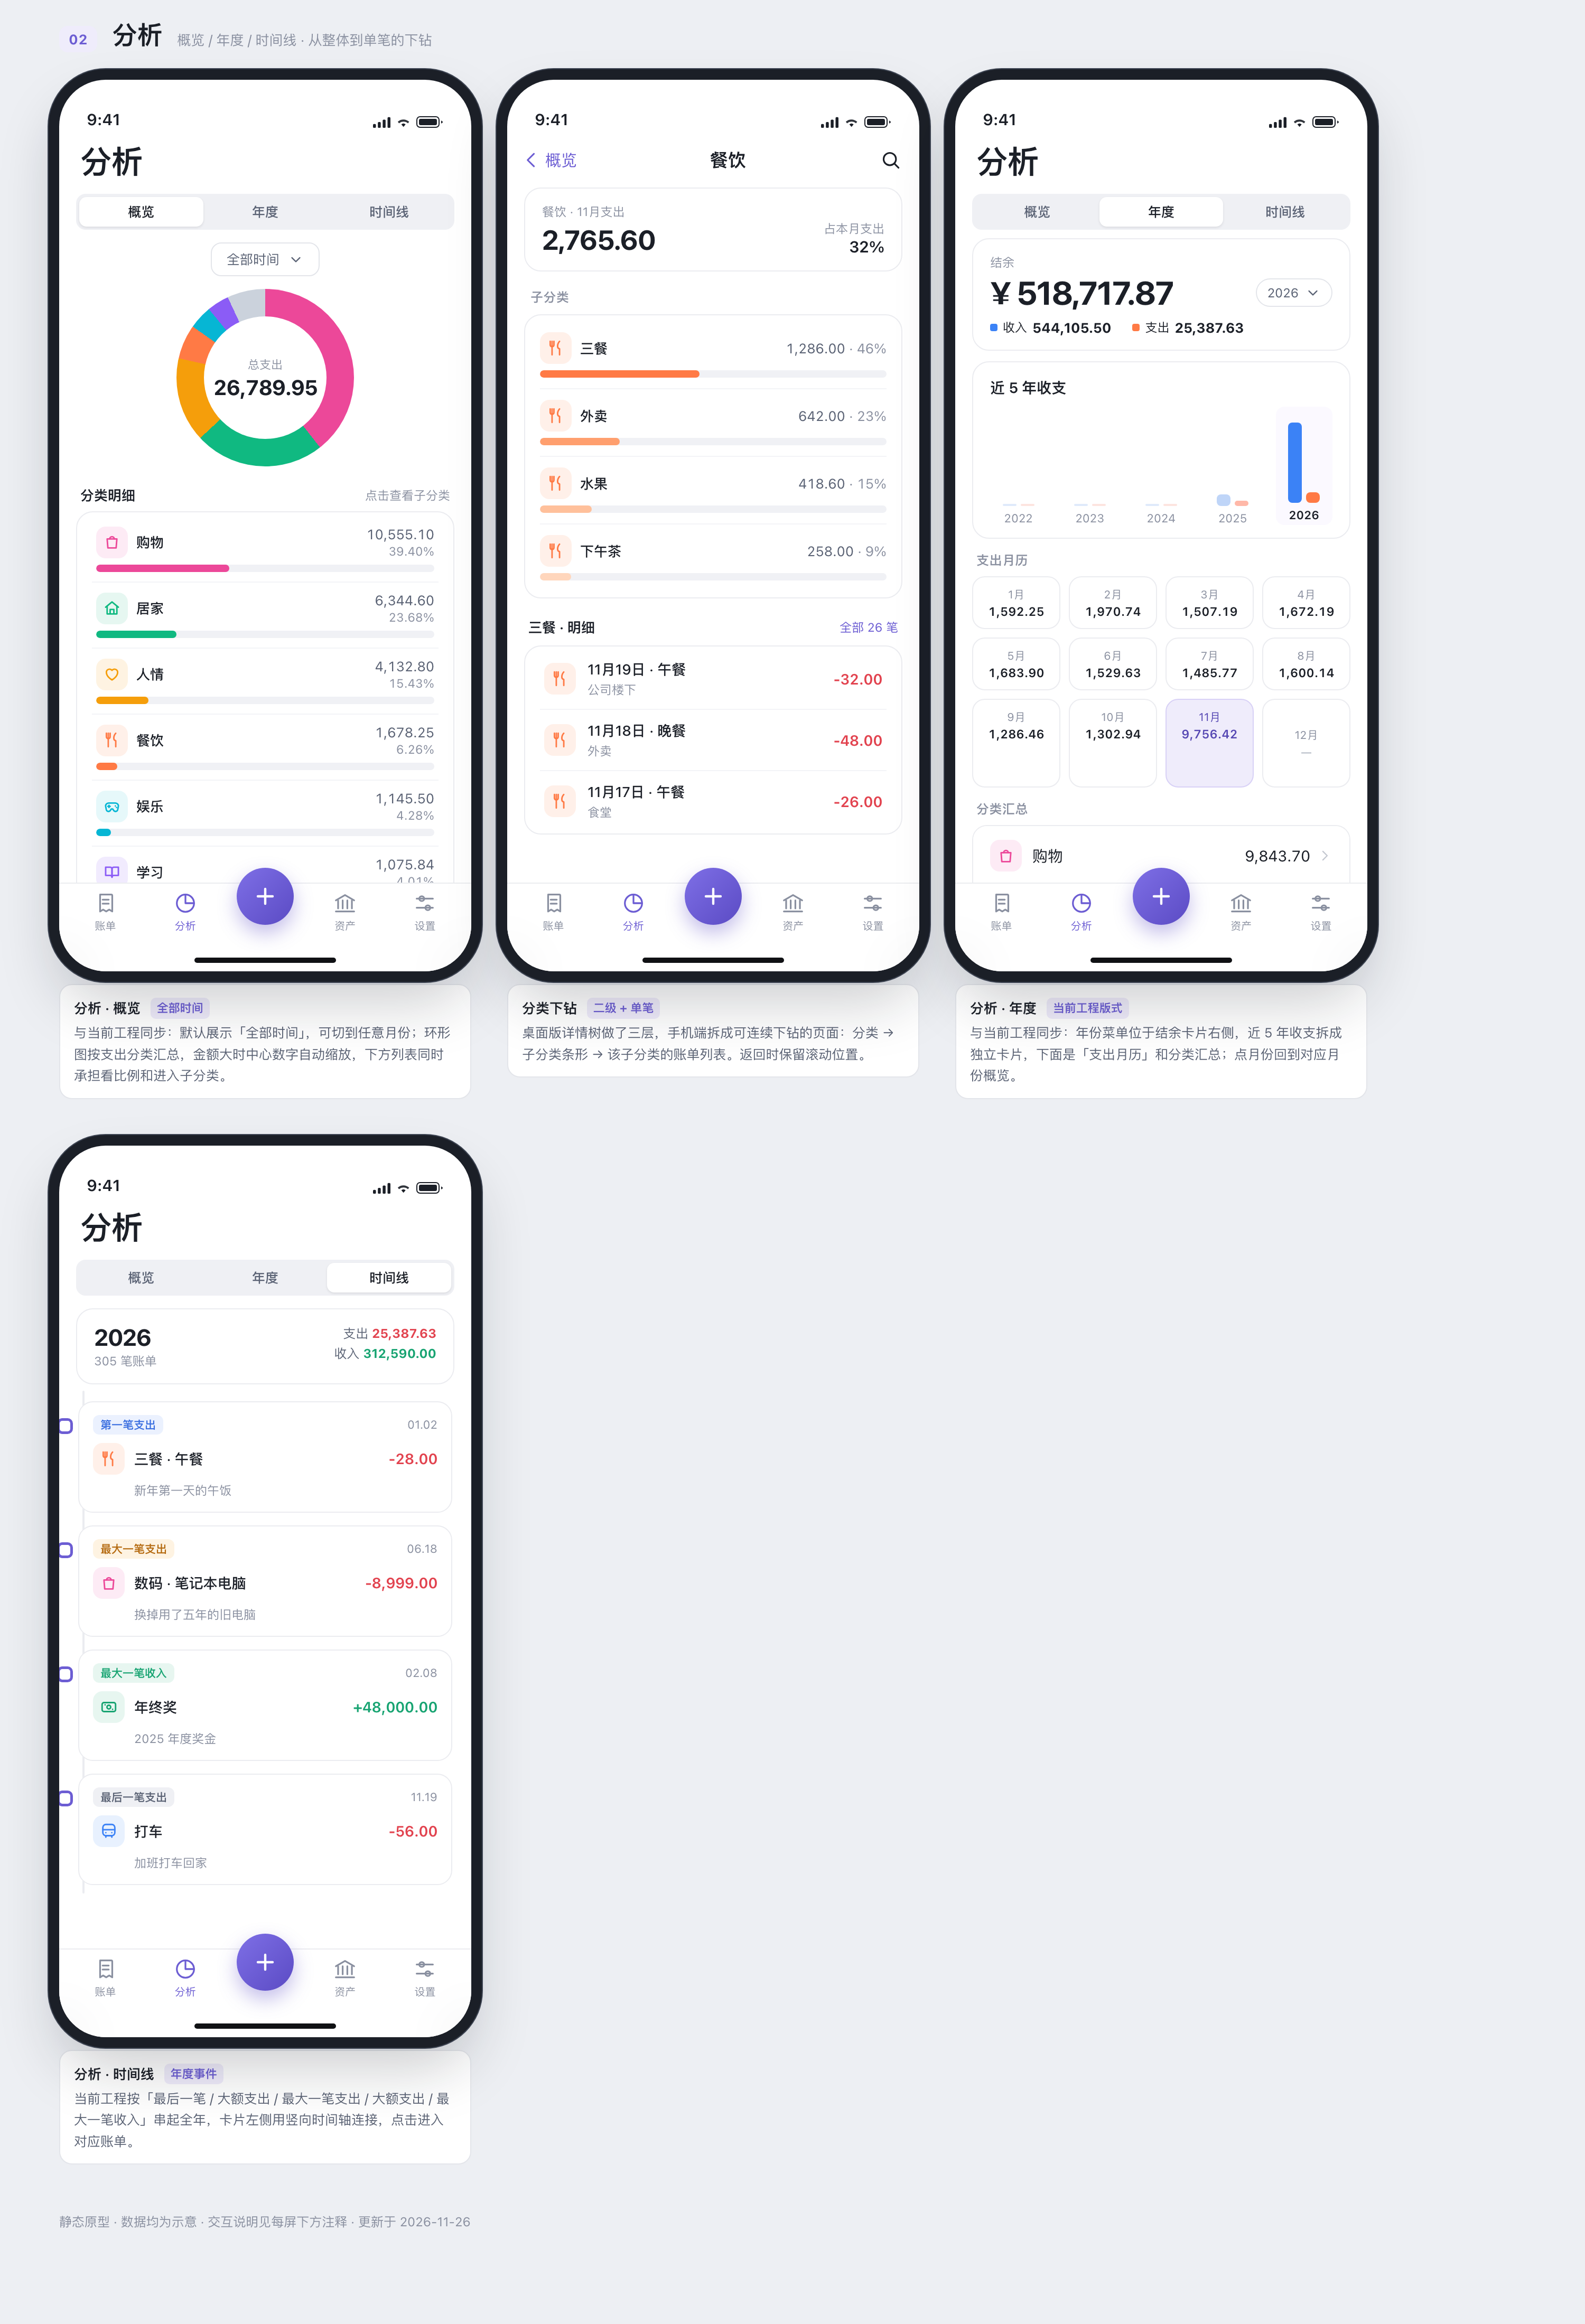 02 分析 概览 / 年度 / 时间线 · 从整体到单笔的下钻
9:41
分析
概览 年度 时间线
全部时间
总支出
26,789.95
分类明细 点击查看子分类
购物 10,555.10
39.40%
居家 6,344.60
23.68%
人情 4,132.80
15.43%
餐饮 1,678.25
6.26%
娱乐 1,145.50
4.28%
学习 1,075.84
4.01%
账单 分析 资产 设置
分析 · 概览 全部时间
与当前工程同步：默认展示「全部时间」，可切到任意月份；环形
图按支出分类汇总，金额大时中心数字自动缩放，下方列表同时
承担看比例和进入子分类。
9:41
概览 餐饮
餐饮 · 11月支出
2,765.60
占本月支出
32%
子分类
三餐 1,286.00 · 46%
外卖 642.00 · 23%
水果 418.60 · 15%
下午茶 258.00 · 9%
三餐 · 明细 全部 26 笔
11月19日 · 午餐 -32.00
公司楼下
11月18日 · 晚餐 -48.00
外卖
11月17日 · 午餐 -26.00
食堂
账单 分析 资产 设置
分类下钻 二级 + 单笔
桌面版详情树做了三层，手机端拆成可连续下钻的页面：分类 →
子分类条形 → 该子分类的账单列表。返回时保留滚动位置。
9:41
分析
概览 年度 时间线
结余
¥ 518,717.87 2026
收入 544,105.50 支出 25,387.63
近 5 年收支
2022 2023 2024 2025 2026
支出月历
1月 2月 3月 4月
1,592.25 1,970.74 1,507.19 1,672.19
5月 6月 7月 8月
1,683.90 1,529.63 1,485.77 1,600.14
9月 10月 11月 12月
1,286.46 1,302.94 9,756.42 —
分类汇总
购物 9,843.70
账单 分析 资产 设置
分析 · 年度 当前工程版式
与当前工程同步：年份菜单位于结余卡片右侧，近 5 年收支拆成
独立卡片，下面是「支出月历」和分类汇总；点月份回到对应月
份概览。
9:41
分析
概览 年度 时间线
2026
305 笔账单
支出 25,387.63
收入 312,590.00
第一笔支出 01.02
三餐 · 午餐 -28.00
新年第一天的午饭
最大一笔支出 06.18
数码 · 笔记本电脑 -8,999.00
换掉用了五年的旧电脑
最大一笔收入 02.08
年终奖 +48,000.00
2025 年度奖金
最后一笔支出 11.19
打车 -56.00
加班打车回家
账单 分析 资产 设置
分析 · 时间线 年度事件
当前工程按「最后一笔 / 大额支出 / 最大一笔支出 / 大额支出 / 最
大一笔收入」串起全年，卡片左侧用竖向时间轴连接，点击进入
对应账单。
静态原型 · 数据均为示意 · 交互说明见每屏下方注释 · 更新于 2026-11-26